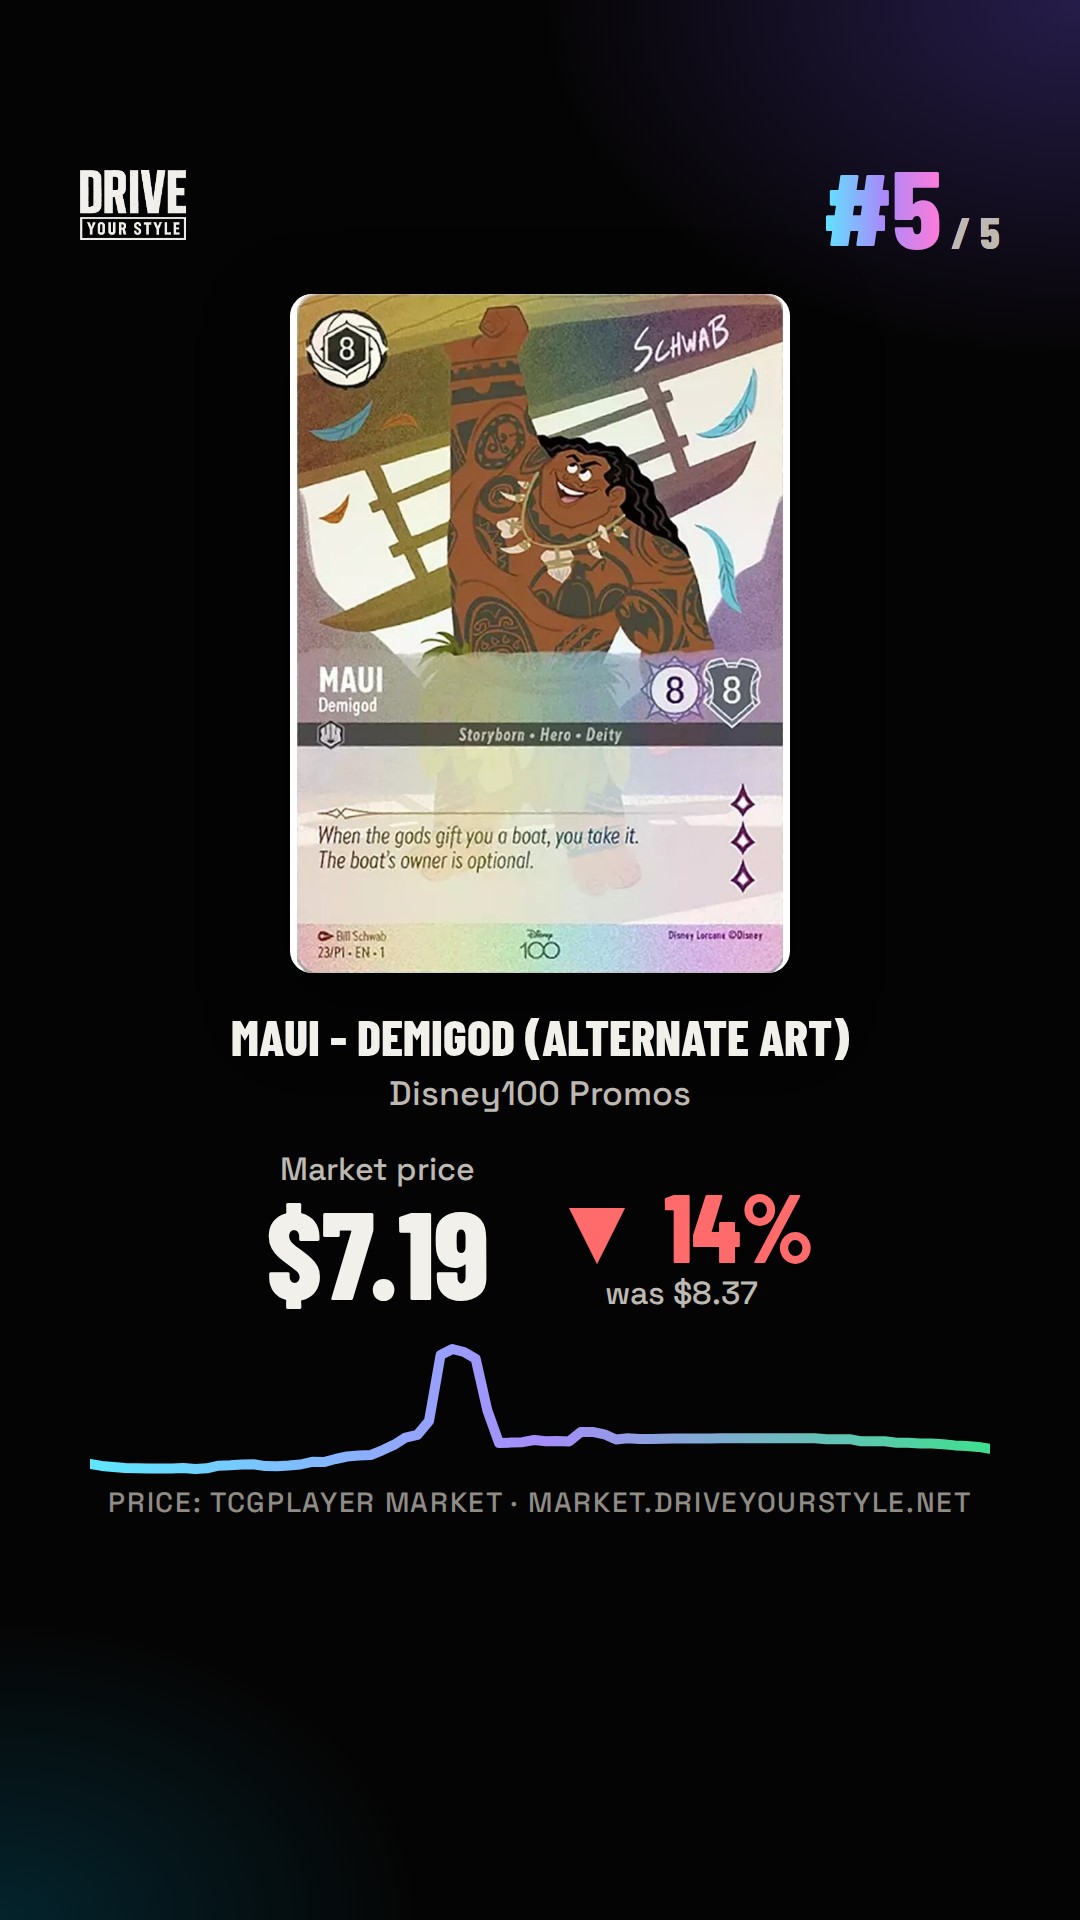 DRIVE
YOUR STYLE
#5 / 5
8
SCHWAB
MAUI
Demigod
8 8
Storyborn • Hero • Deity
When the gods gift you a boat, you take it.
The boat's owner is optional.
Bill Schwab
23/P1 • EN • 1
Disney
100
Disney Lorcana ©Disney
MAUI - DEMIGOD (ALTERNATE ART)
Disney100 Promos
Market price
$7.19
▼ 14%
was $8.37
PRICE: TCGPLAYER MARKET · MARKET.DRIVEYOURSTYLE.NET